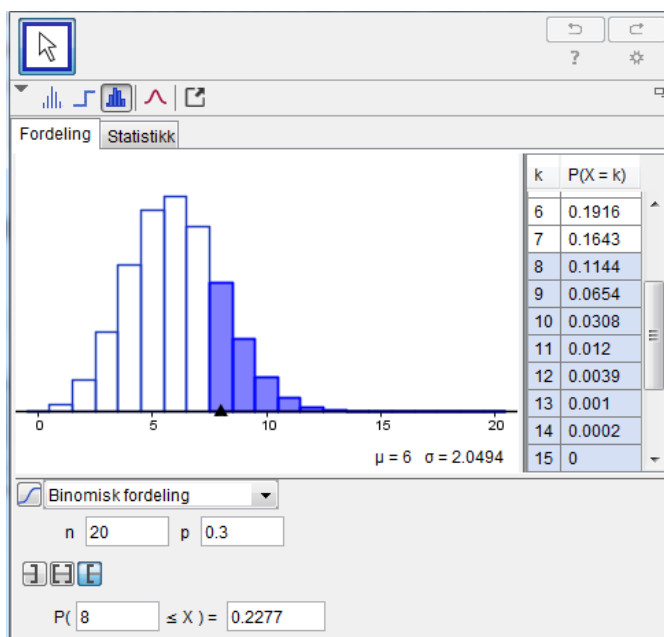 ?
Fordeling Statistikk
k P(X = k)
6 0.1916
7 0.1643
8 0.1144
9 0.0654
10 0.0308
11 0.012
12 0.0039
13 0.001
14 0.0002
15 0
0 5 10 15 20
μ = 6 σ = 2.0494
Binomisk fordeling
n 20 p 0.3
P( 8 ≤ X ) = 0.2277